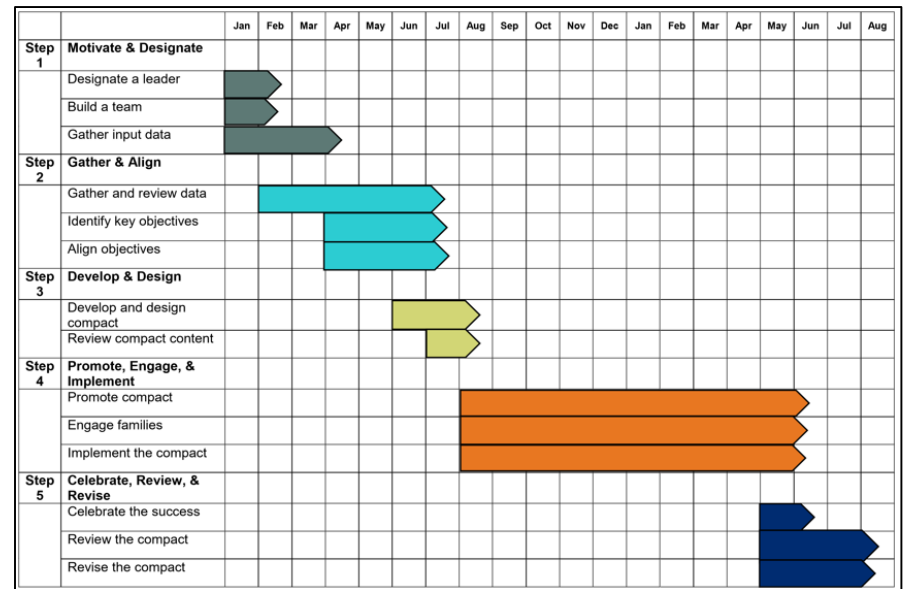 Jan Feb Mar Apr May Jun Jul Aug Sep Oct Nov Dec Jan Feb Mar Apr May Jun Jul Aug
Step 1 Motivate & Designate
Designate a leader
Build a team
Gather input data
Step 2 Gather & Align
Gather and review data
Identify key objectives
Align objectives
Step 3 Develop & Design
Develop and design
compact
Review compact content
Step 4 Promote, Engage, &
Implement
Promote compact
Engage families
Implement the compact
Step 5 Celebrate, Review, &
Revise
Celebrate the success
Review the compact
Revise the compact